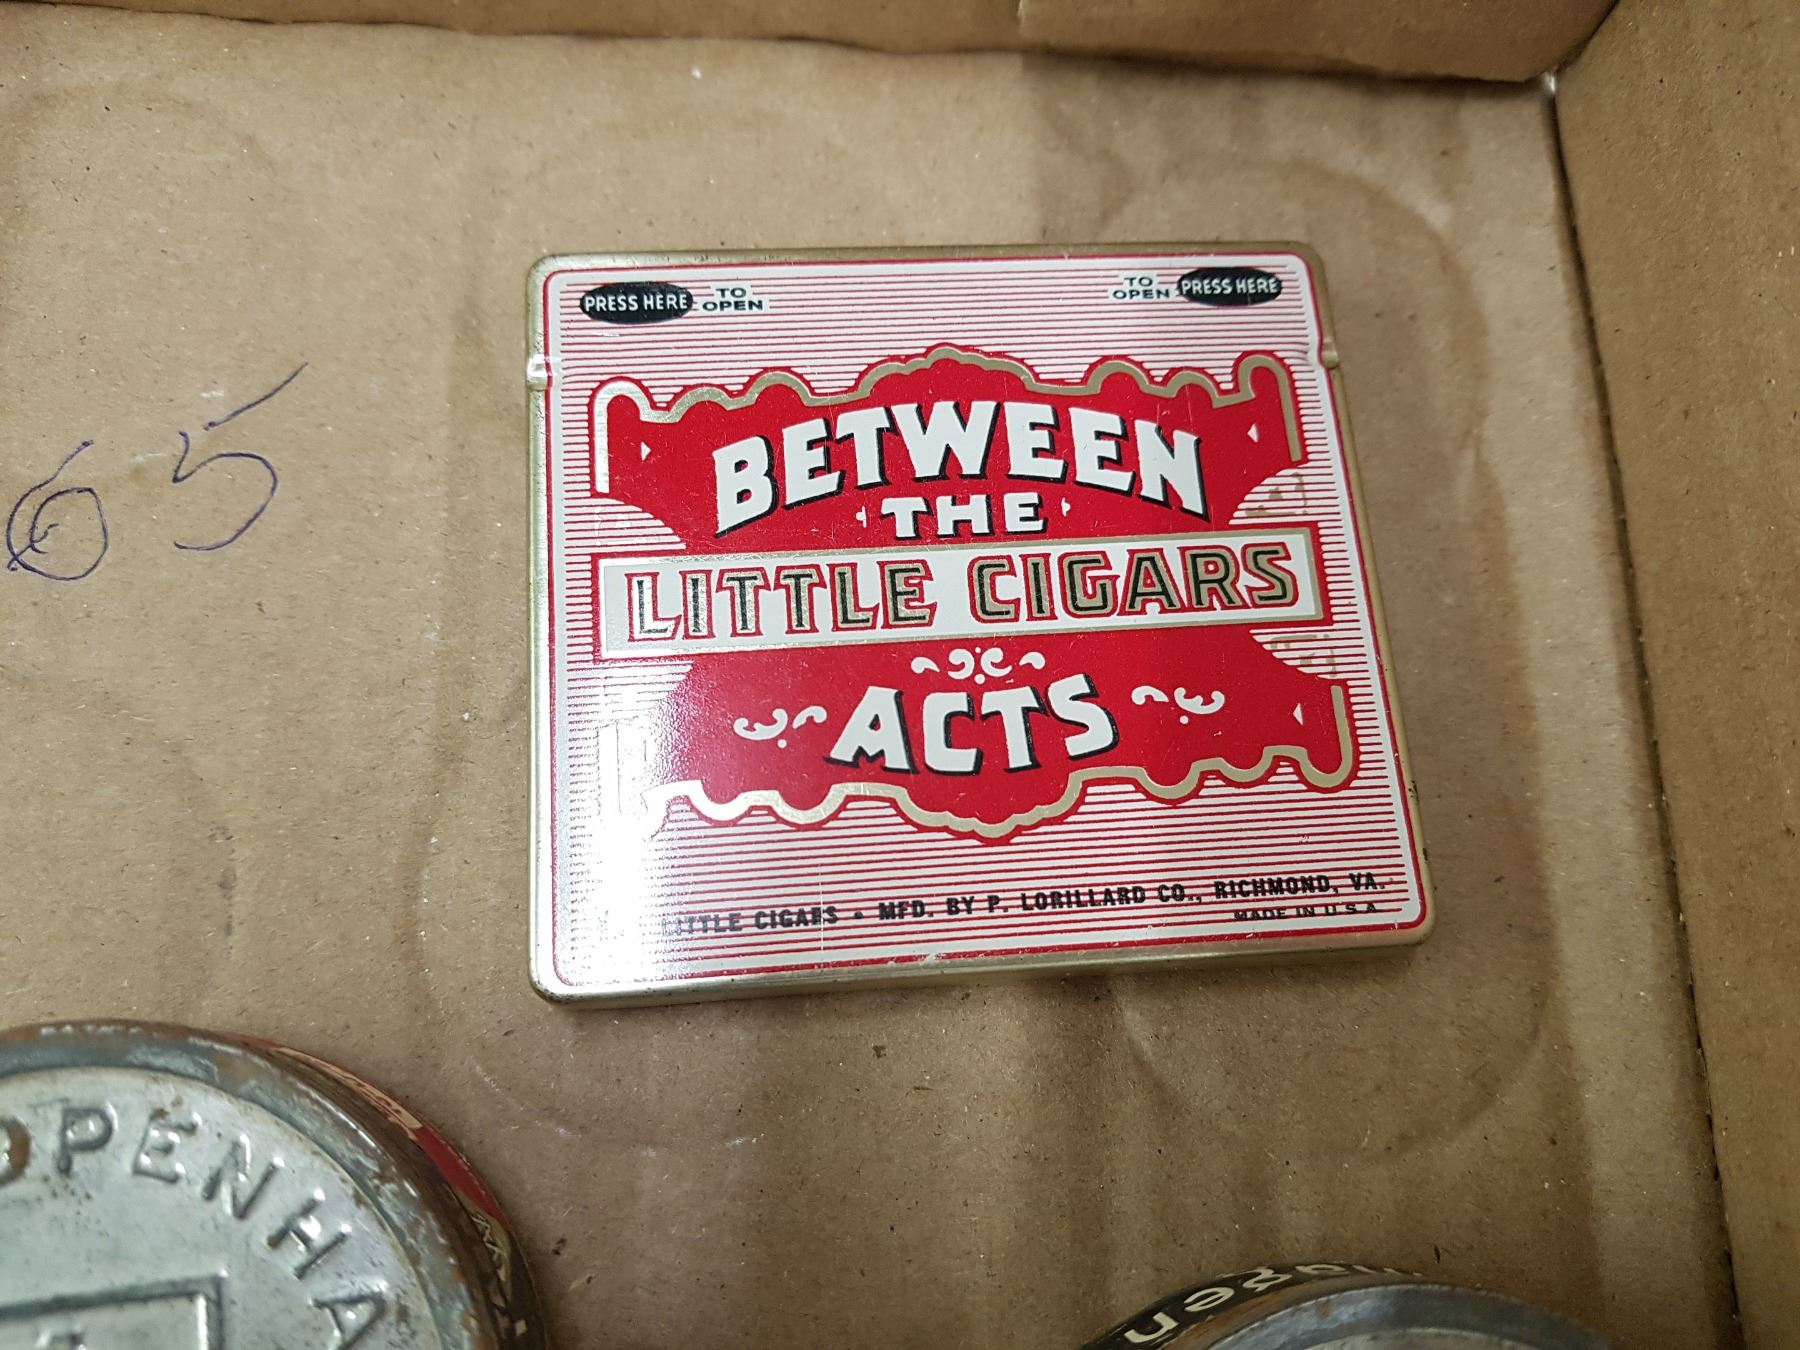 PRESS HERE TO OPEN
TO OPEN PRESS HERE
65
BETWEEN
THE
LITTLE CIGARS
ACTS
LITTLE CIGARS • MFD. BY P. LORILLARD CO., RICHMOND, VA.
MADE IN U.S.A.